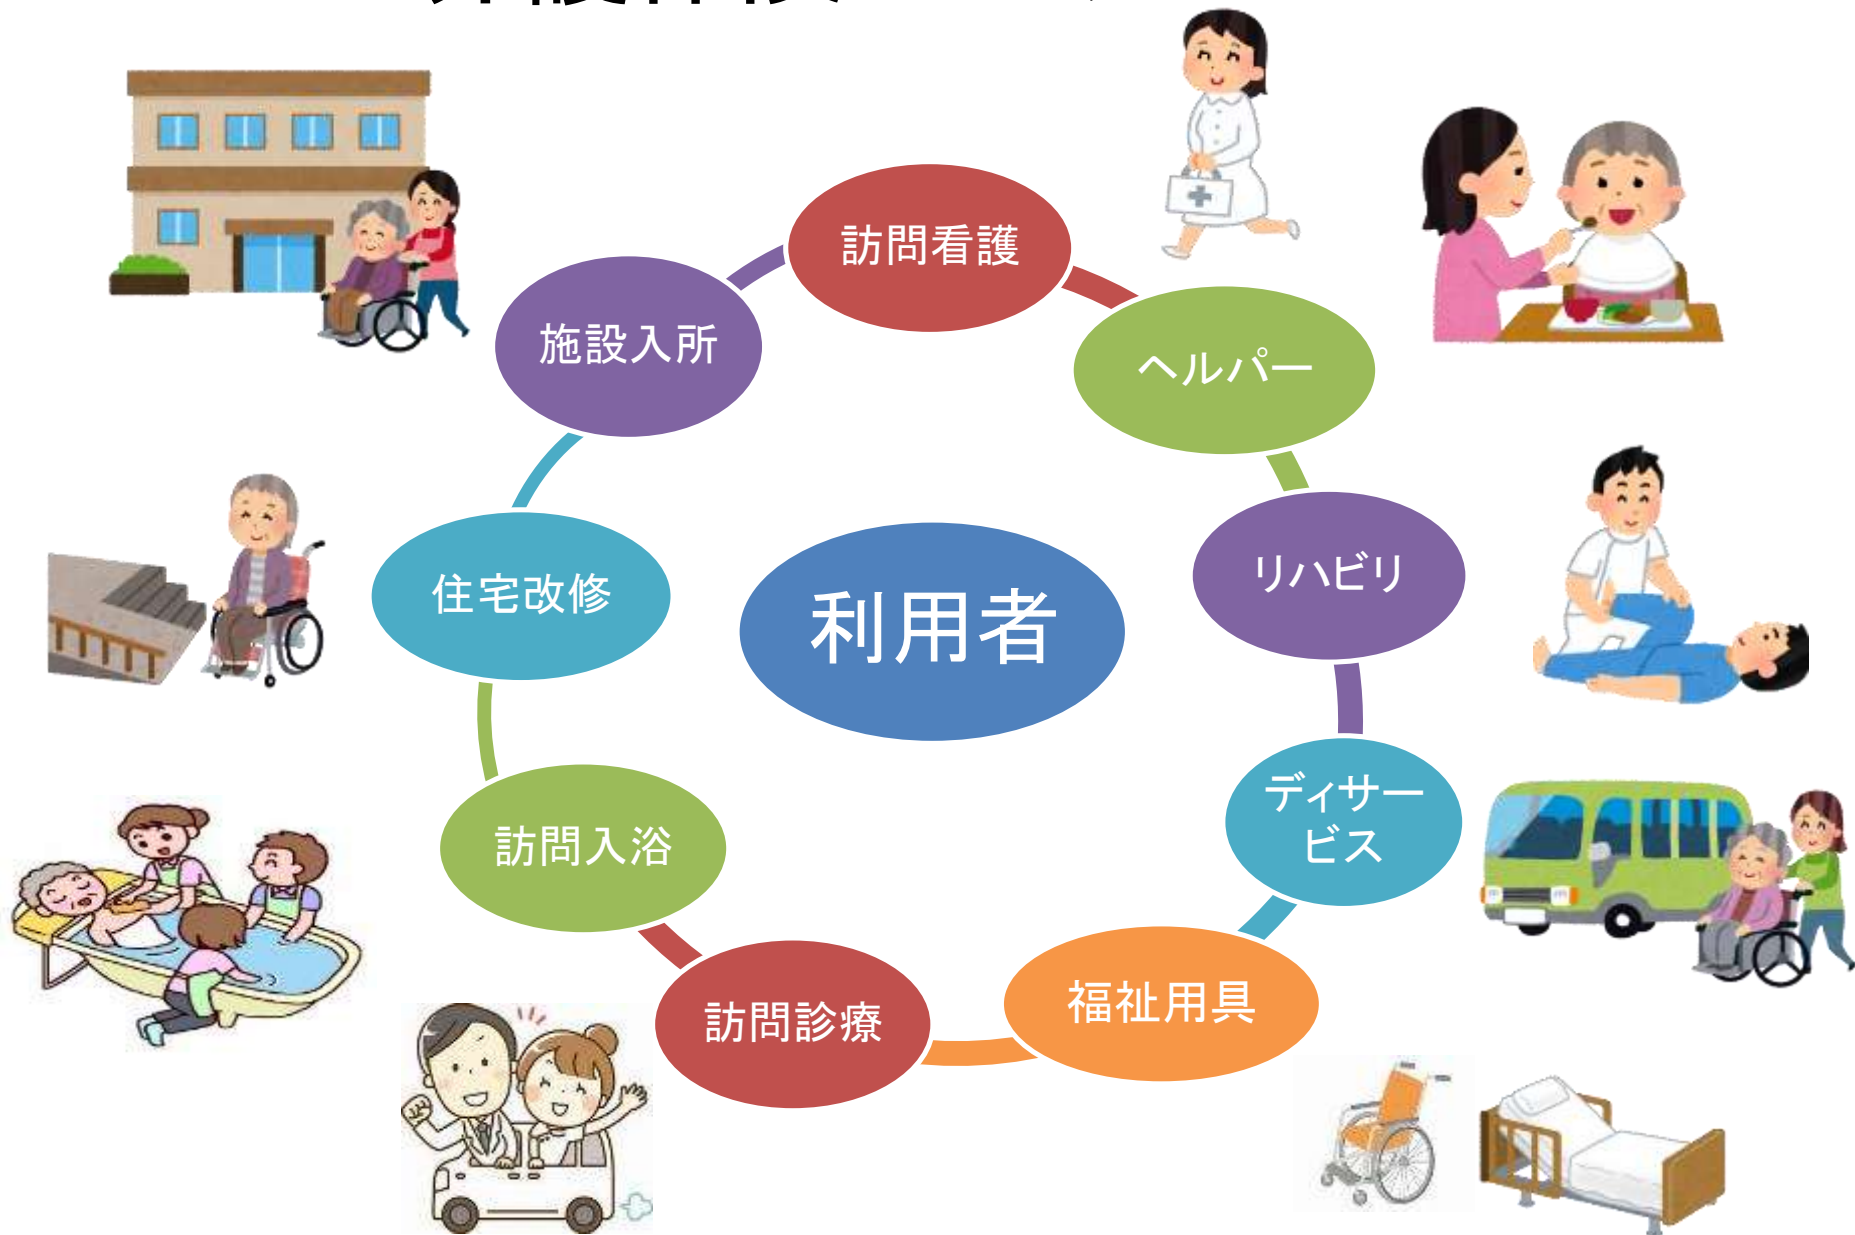 訪問看護
施設入所
ヘルパー
リハビリ
住宅改修
利用者
ディサー
ビス
訪問入浴
福祉用具
訪問診療